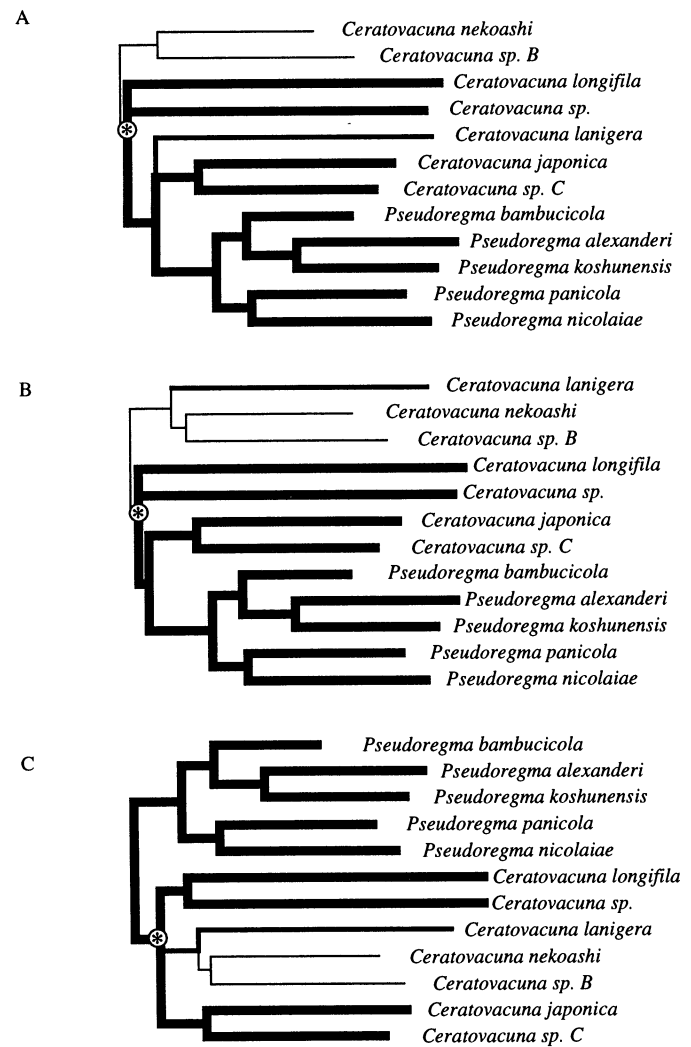 A
Ceratovacuna nekoashi
Ceratovacuna sp. B
Ceratovacuna longifila
Ceratovacuna sp.
Ceratovacuna lanigera
Ceratovacuna japonica
Ceratovacuna sp. C
Pseudoregma bambucicola
Pseudoregma alexanderi
Pseudoregma koshunensis
Pseudoregma panicola
Pseudoregma nicolaiae
*
B
Ceratovacuna lanigera
Ceratovacuna nekoashi
Ceratovacuna sp. B
Ceratovacuna longifila
Ceratovacuna sp.
Ceratovacuna japonica
Ceratovacuna sp. C
Pseudoregma bambucicola
Pseudoregma alexanderi
Pseudoregma koshunensis
Pseudoregma panicola
Pseudoregma nicolaiae
*
C
Pseudoregma bambucicola
Pseudoregma alexanderi
Pseudoregma koshunensis
Pseudoregma panicola
Pseudoregma nicolaiae
Ceratovacuna longifila
Ceratovacuna sp.
Ceratovacuna lanigera
Ceratovacuna nekoashi
Ceratovacuna sp. B
Ceratovacuna japonica
Ceratovacuna sp. C
*